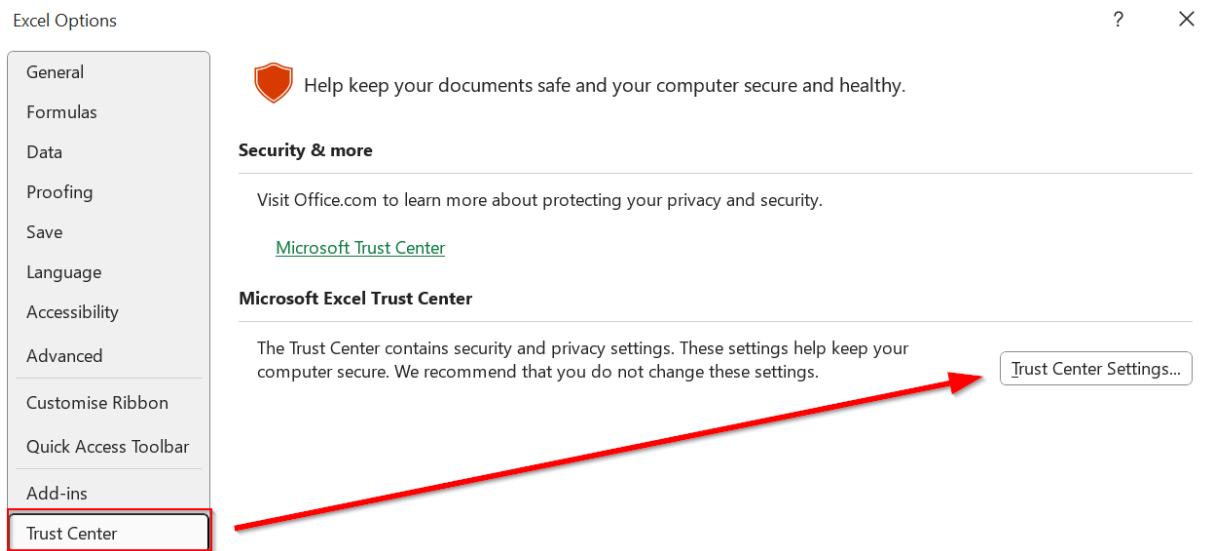 Excel Options
?
General
Formulas
Data
Proofing
Save
Language
Accessibility
Advanced
Customise Ribbon
Quick Access Toolbar
Add-ins
Trust Center
Help keep your documents safe and your computer secure and healthy.
Security & more
Visit Office.com to learn more about protecting your privacy and security.
Microsoft Trust Center
Microsoft Excel Trust Center
The Trust Center contains security and privacy settings. These settings help keep your
computer secure. We recommend that you do not change these settings.
Trust Center Settings...